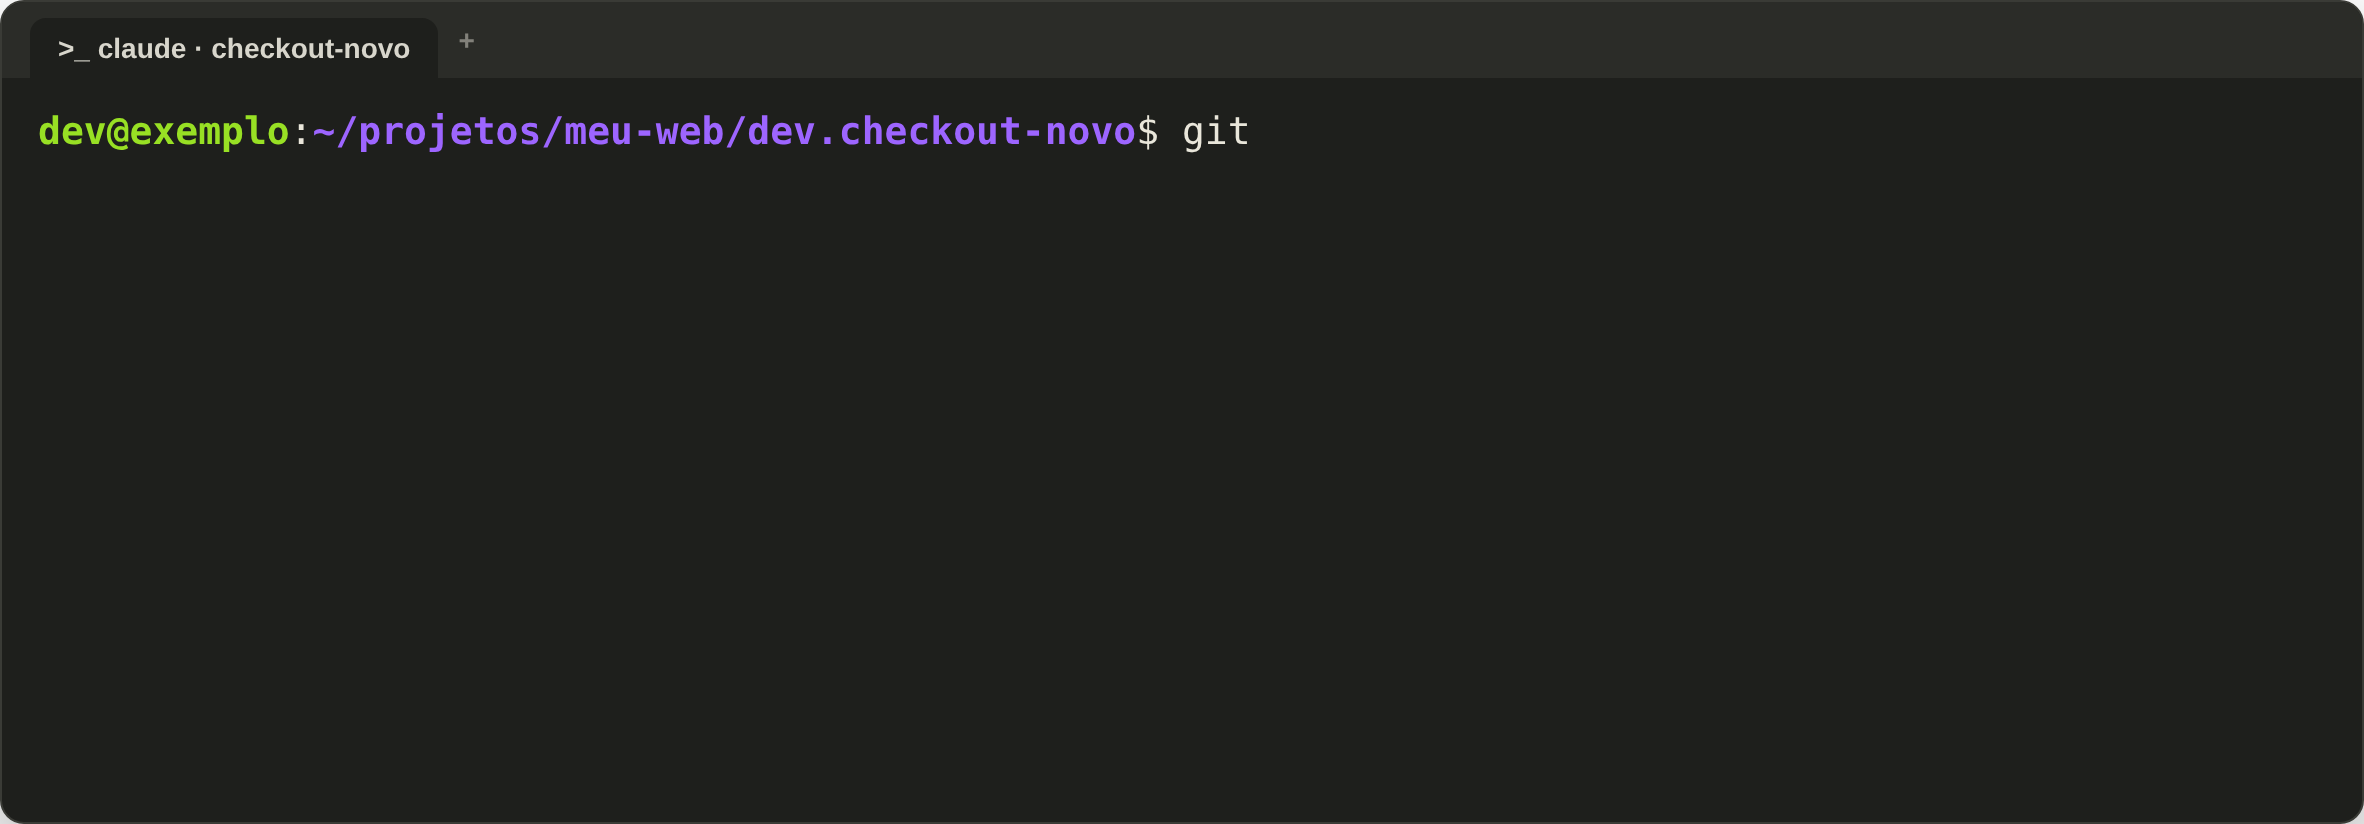 >_ claude · checkout-novo +
dev@exemplo:~/projetos/meu-web/dev.checkout-novo$ git